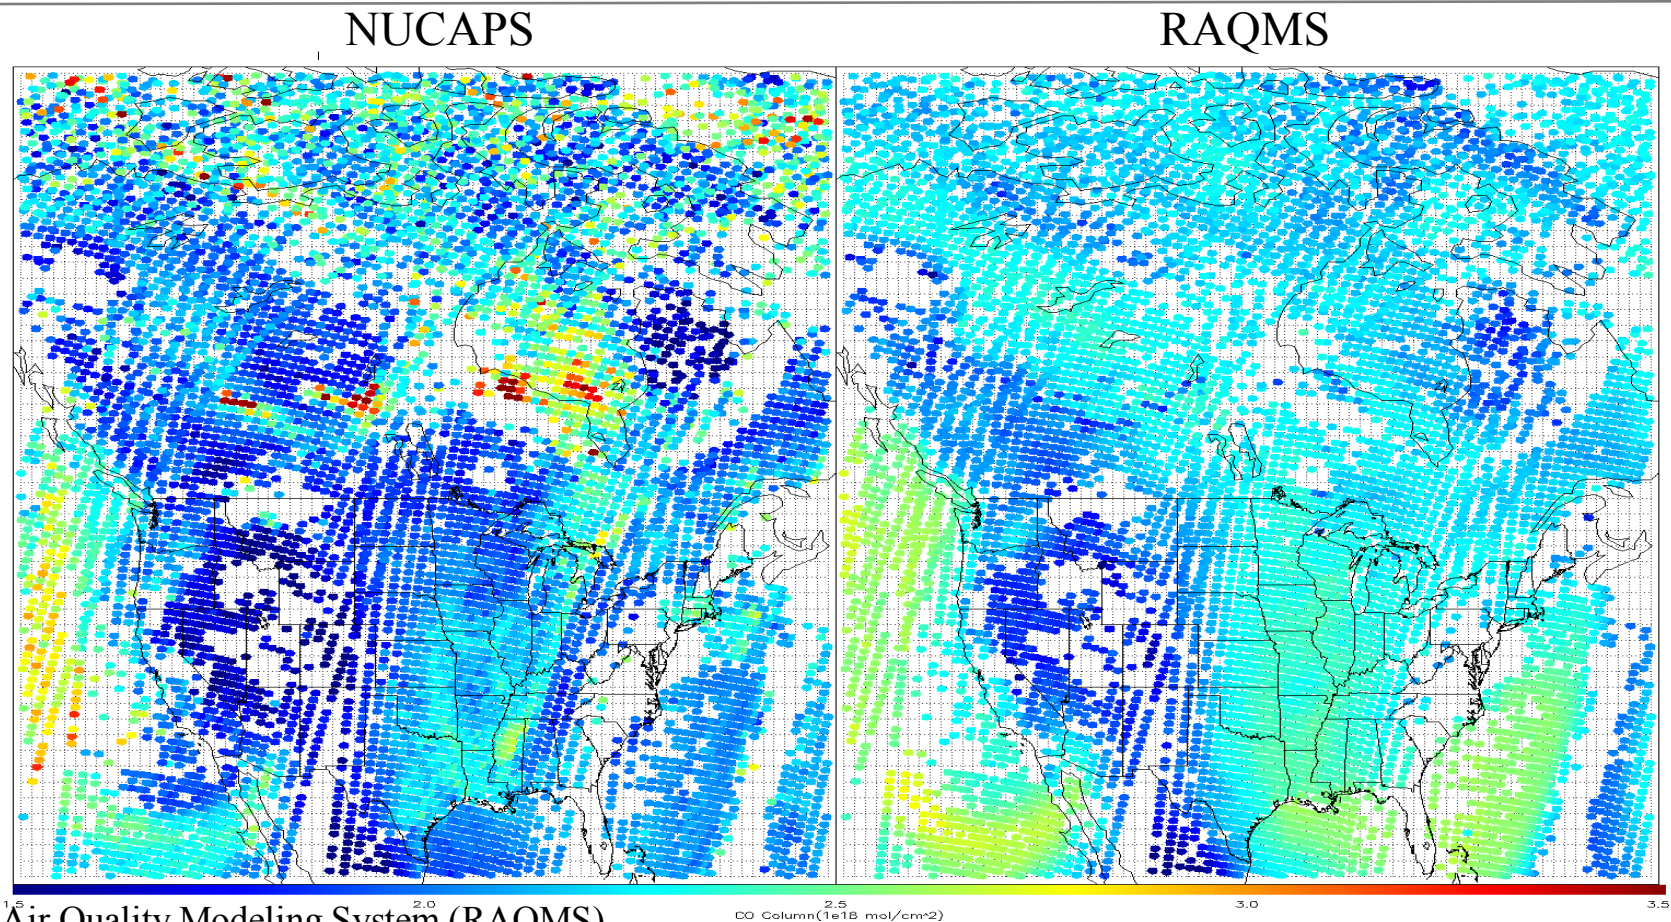 NUCAPS
RAQMS
1.5
2.0
2.5
3.0
3.5
Air Quality Modeling System (RAQMS)
CO Column(1e18 mol/cm^2)